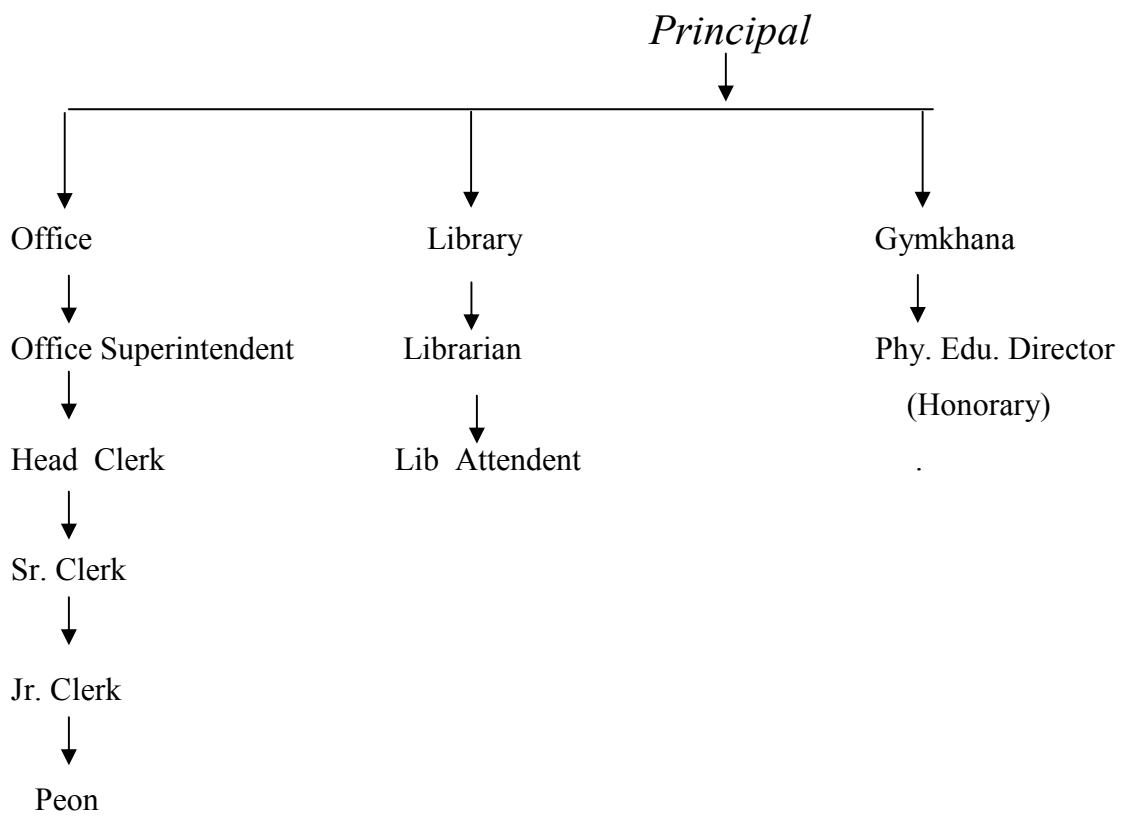 Principal
Office Library Gymkhana
Office Superintendent Librarian Phy. Edu. Director
(Honorary)
Head Clerk Lib Attendent .
Sr. Clerk
Jr. Clerk
Peon